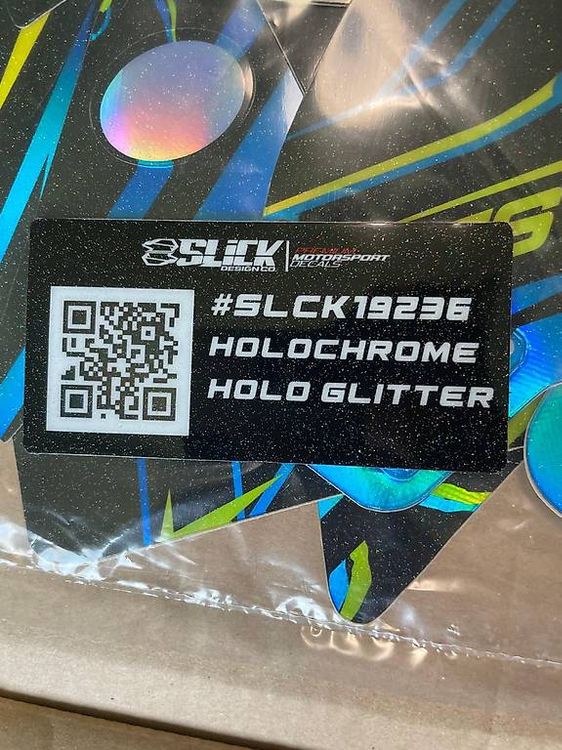 SLiCK
DESIGN CO.
PREMIUM
MOTORSPORT
DECALS
#SLCK19236
HOLOCHROME
HOLO GLITTER